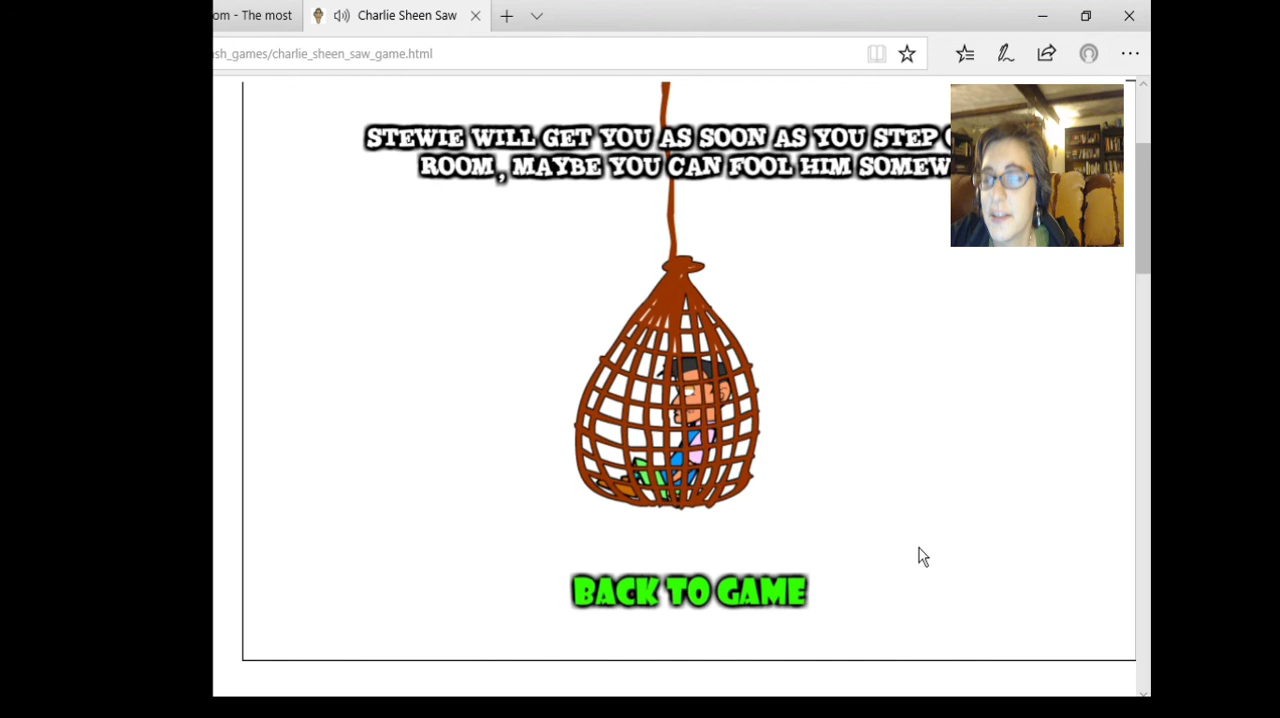 om - The most
Charlie Sheen Saw
sh_games/charlie_sheen_saw_game.html
STEWIE WILL GET YOU AS SOON AS YOU STEP
ROOM, MAYBE YOU CAN FOOL HIM SOMEW
BACK TO GAME